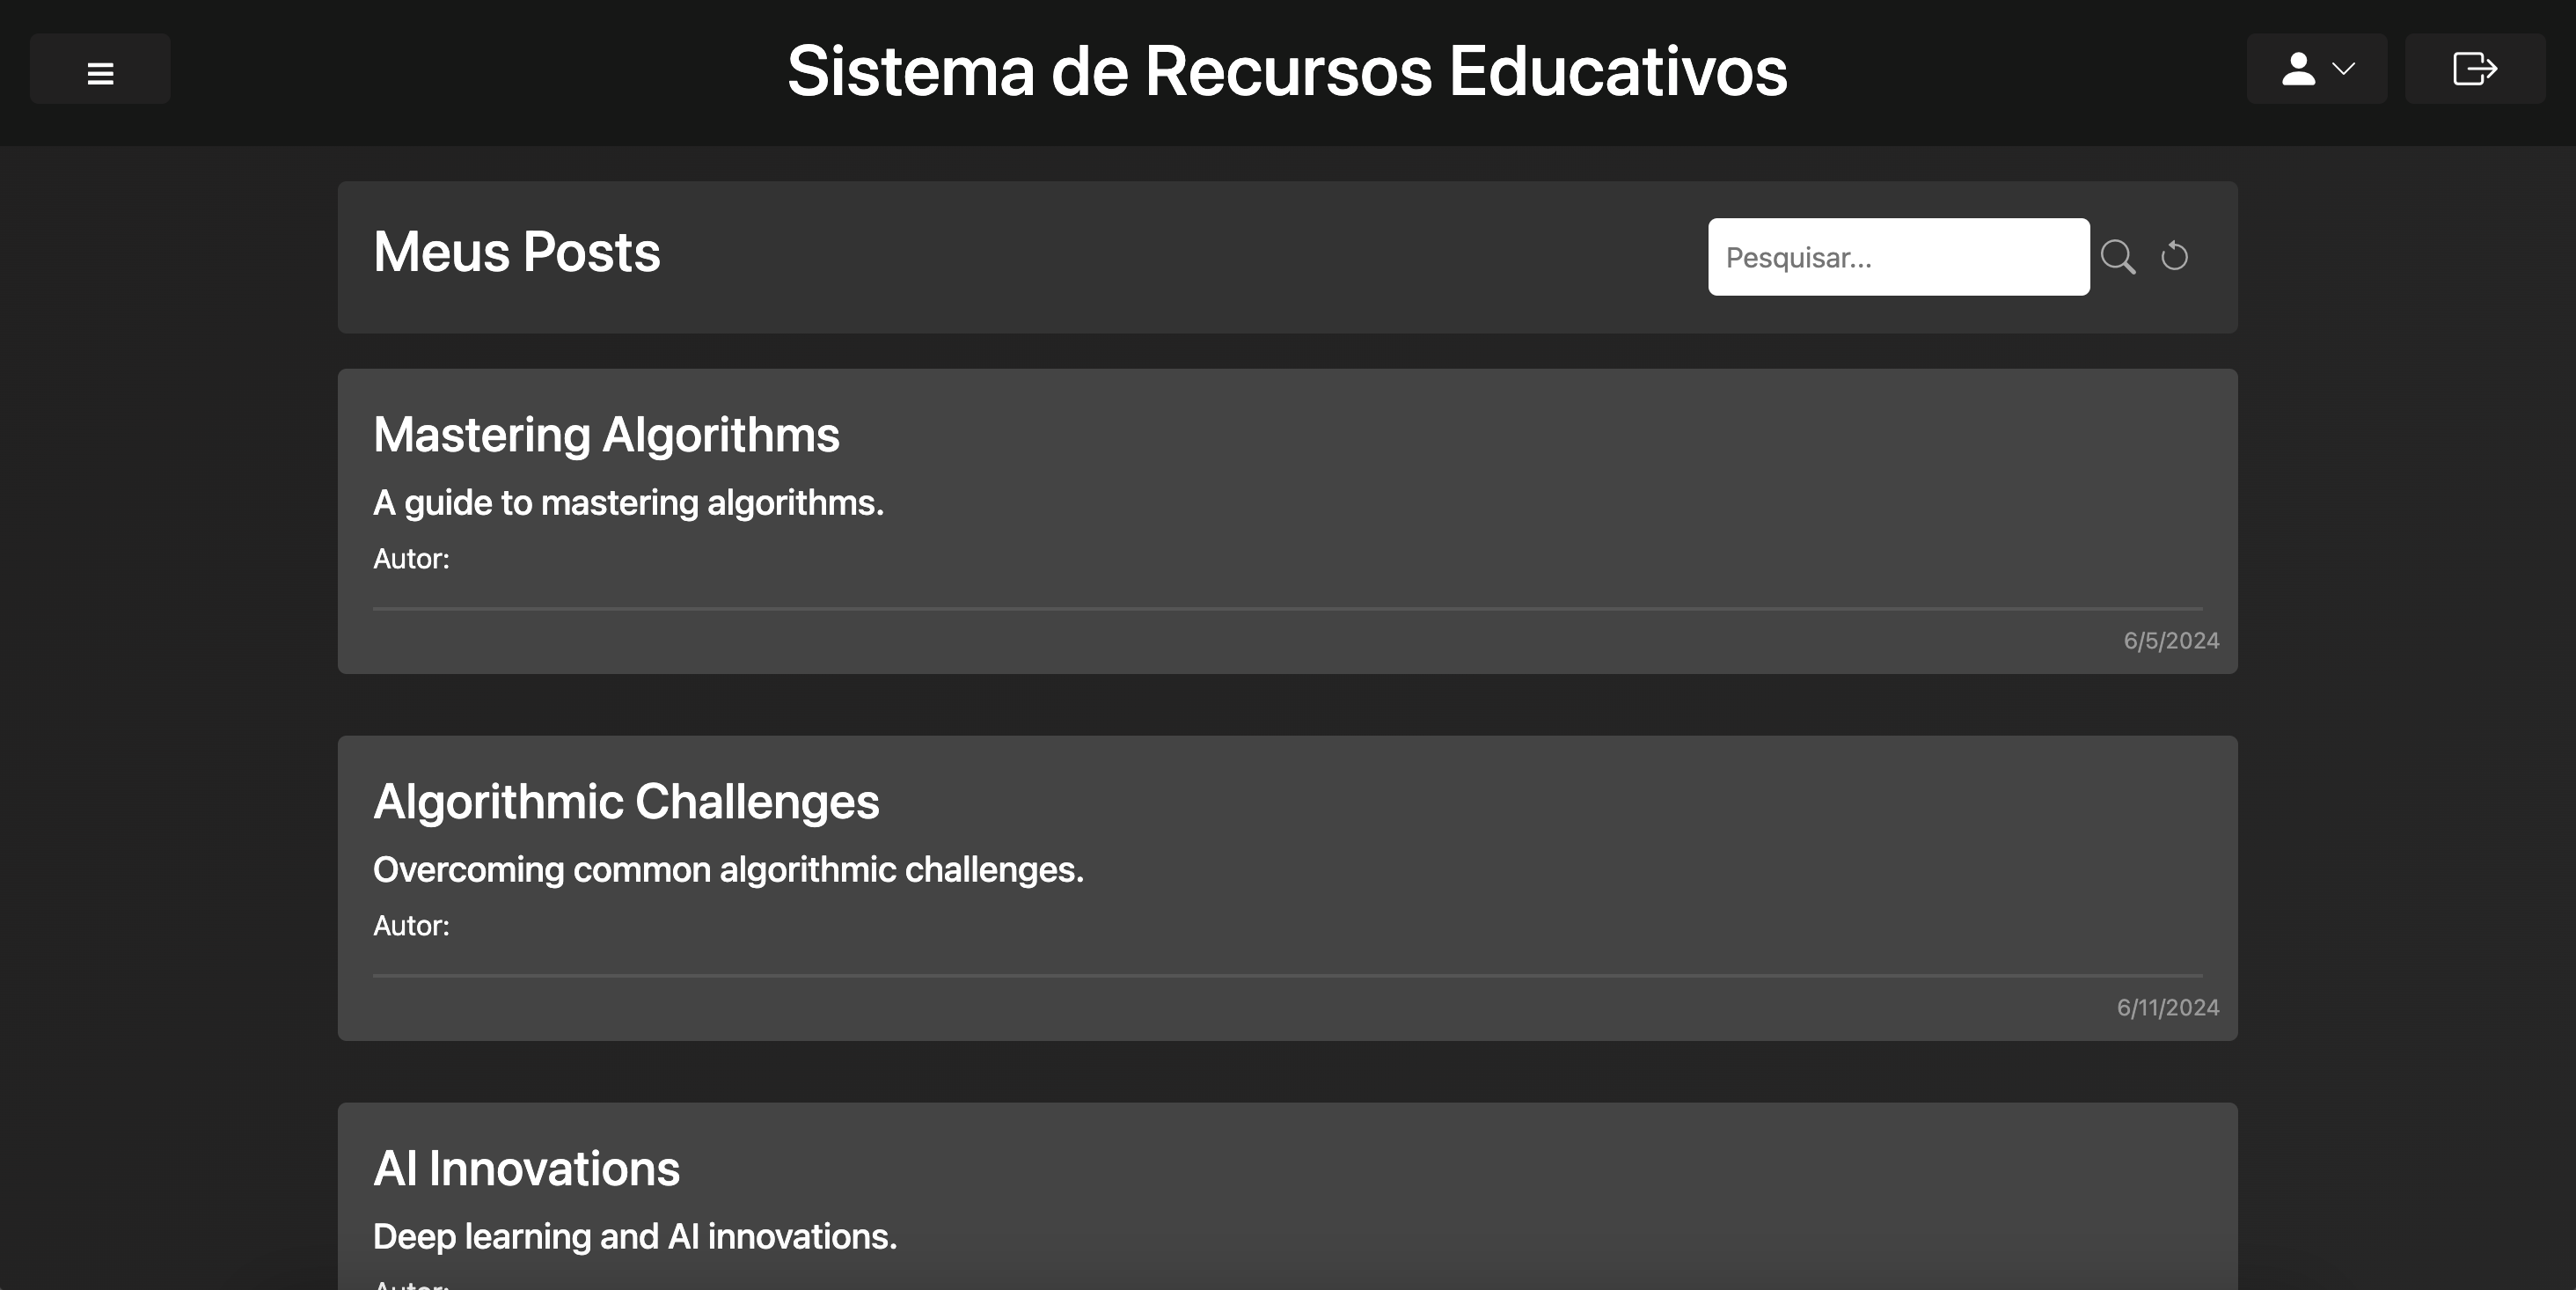 Sistema de Recursos Educativos
Meus Posts
Pesquisar...
Mastering Algorithms
A guide to mastering algorithms.
Autor:
6/5/2024
Algorithmic Challenges
Overcoming common algorithmic challenges.
Autor:
6/11/2024
AI Innovations
Deep learning and AI innovations.
Autor: